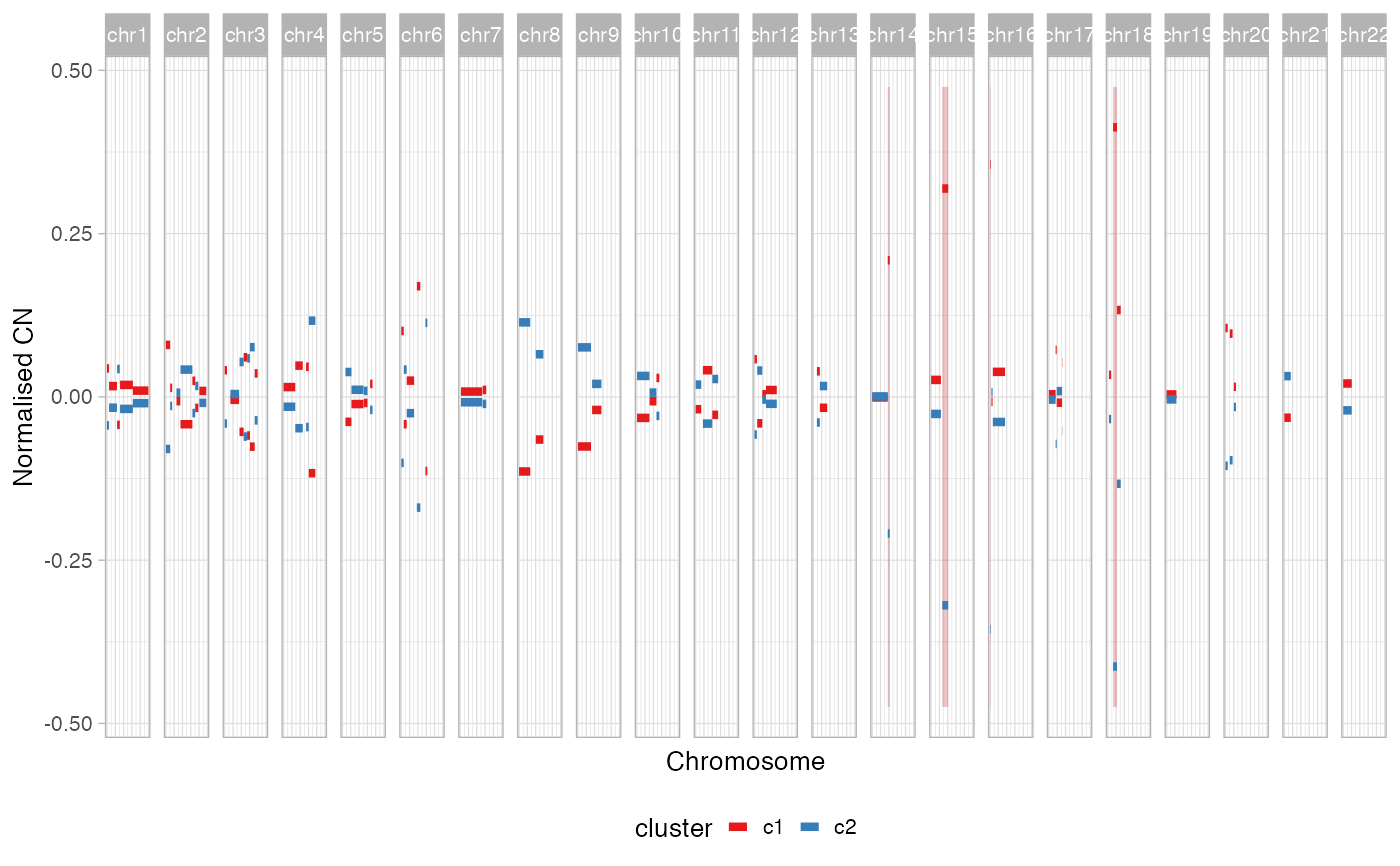 chr1 chr2 chr3 chr4 chr5 chr6 chr7 chr8 chr9 chr10 chr11 chr12 chr13 chr14 chr15 chr16 chr17 chr18 chr19 chr20 chr21 chr22
0.50
0.25
0.00
-0.25
-0.50
Normalised CN
Chromosome
cluster c1 c2